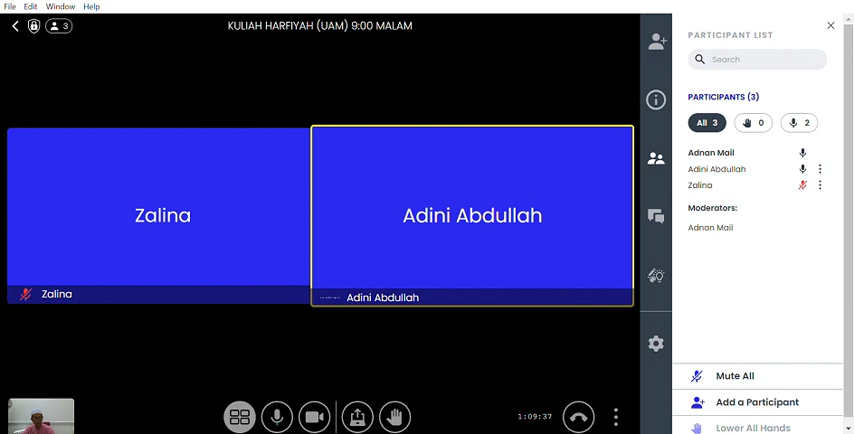 File Edit Window Help
3
KULIAH HARFIYAH (UAM) 9:00 MALAM
Zalina
Adini Abdullah
Zalina
Adini Abdullah
1:09:37
PARTICIPANT LIST
Search
PARTICIPANTS (3)
All 3 0 2
Adnan Mail
Adini Abdullah
Zalina
Moderators:
Adnan Mail
Mute All
Add a Participant
Lower All Hands